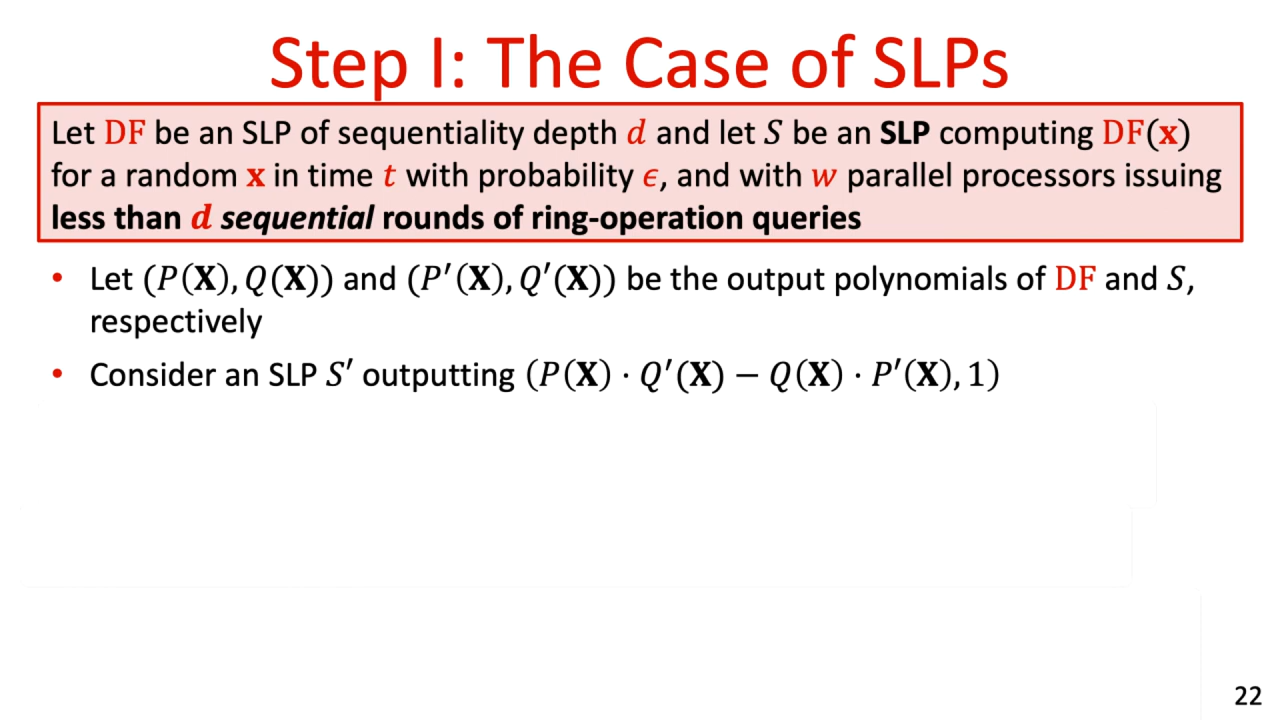 Step I: The Case of SLPs
Let DF be an SLP of sequentiality depth d and let S be an SLP computing DF(x)
for a random x in time t with probability ϵ, and with w parallel processors issuing
less than d sequential rounds of ring-operation queries
• Let (P(X), Q(X)) and (P′(X), Q′(X)) be the output polynomials of DF and S,
respectively
• Consider an SLP S′ outputting (P(X) · Q′(X) − Q(X) · P′(X), 1)
22